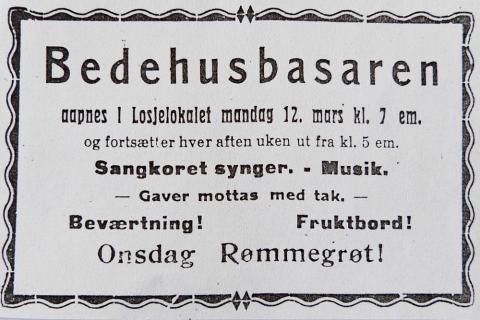 Bedehusbasaren
aapnes i Losjelokalet mandag 12. mars kl. 7 em.
og fortsætter hver aften uken ut fra kl. 5 em.
Sangkoret synger. - Musik.
— Gaver mottas med tak. —
Beværtning! Fruktbord!
Onsdag Rømmegrøt!